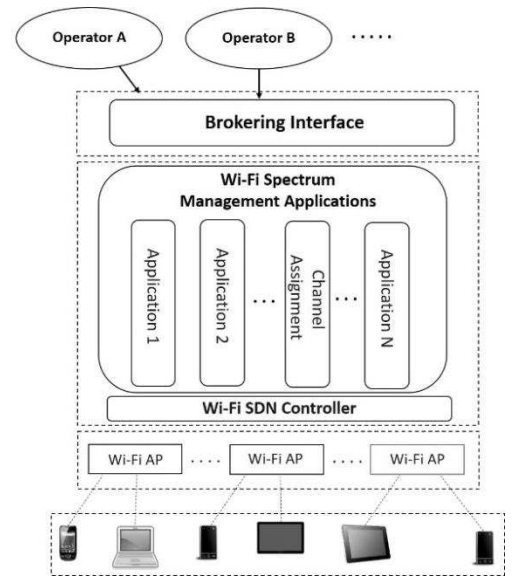 Operator A
Operator B
.....
Brokering Interface
Wi-Fi Spectrum
Management Applications
Application 1
Application 2
...
Channel
Assignment
...
Application N
Wi-Fi SDN Controller
Wi-Fi AP
....
Wi-Fi AP
....
Wi-Fi AP